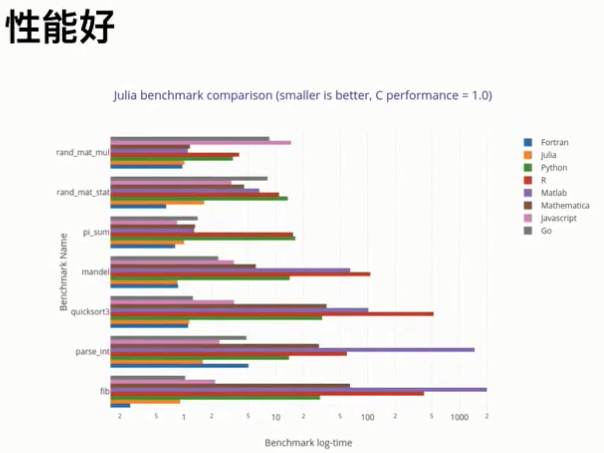 性能好
Julia benchmark comparison (smaller is better, C performance = 1.0)
Benchmark Name
rand_mat_mul
rand_mat_stat
pi_sum
mandel
quicksort3
parse_int
fib
2 5 1 2 5 10 2 5 100 2 5 1000 2
Benchmark log-time
Fortran
Julia
Python
R
Matlab
Mathematica
Javascript
Go